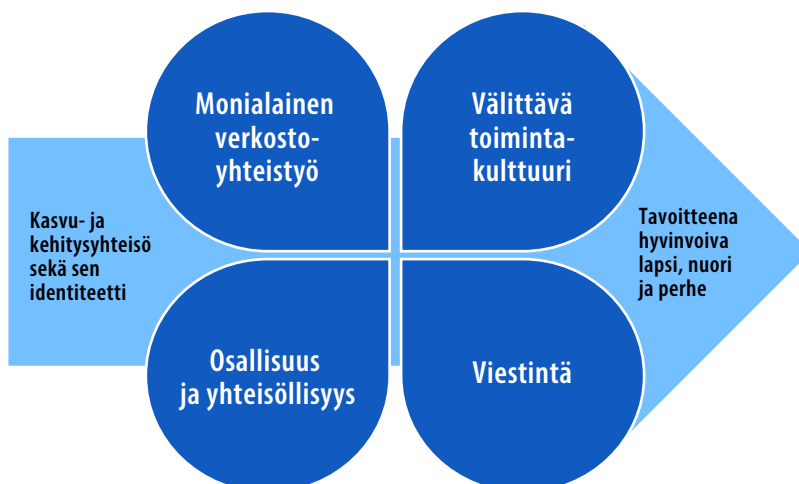 Monialainen
verkosto-
yhteistyö
Välittävä
toiminta-
kulttuuri
Kasvu- ja
kehitysyhteisö
sekä sen
identiteetti
Tavoitteena
hyvinvoiva
lapsi, nuori
ja perhe
Osallisuus
ja yhteisöllisyys
Viestintä